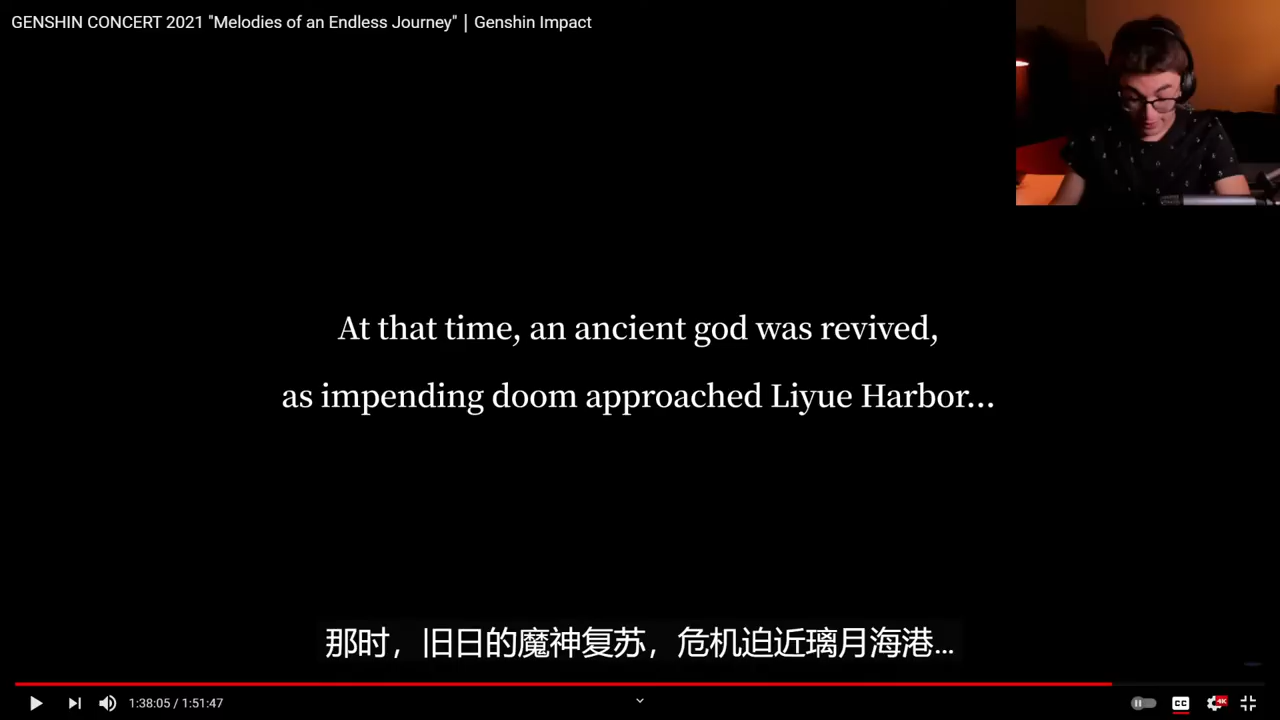 GENSHIN CONCERT 2021 "Melodies of an Endless Journey"｜Genshin Impact
At that time, an ancient god was revived,
as impending doom approached Liyue Harbor...
那时，旧日的魔神复苏，危机迫近璃月海港...
1:38:05 / 1:51:47
CC
4K